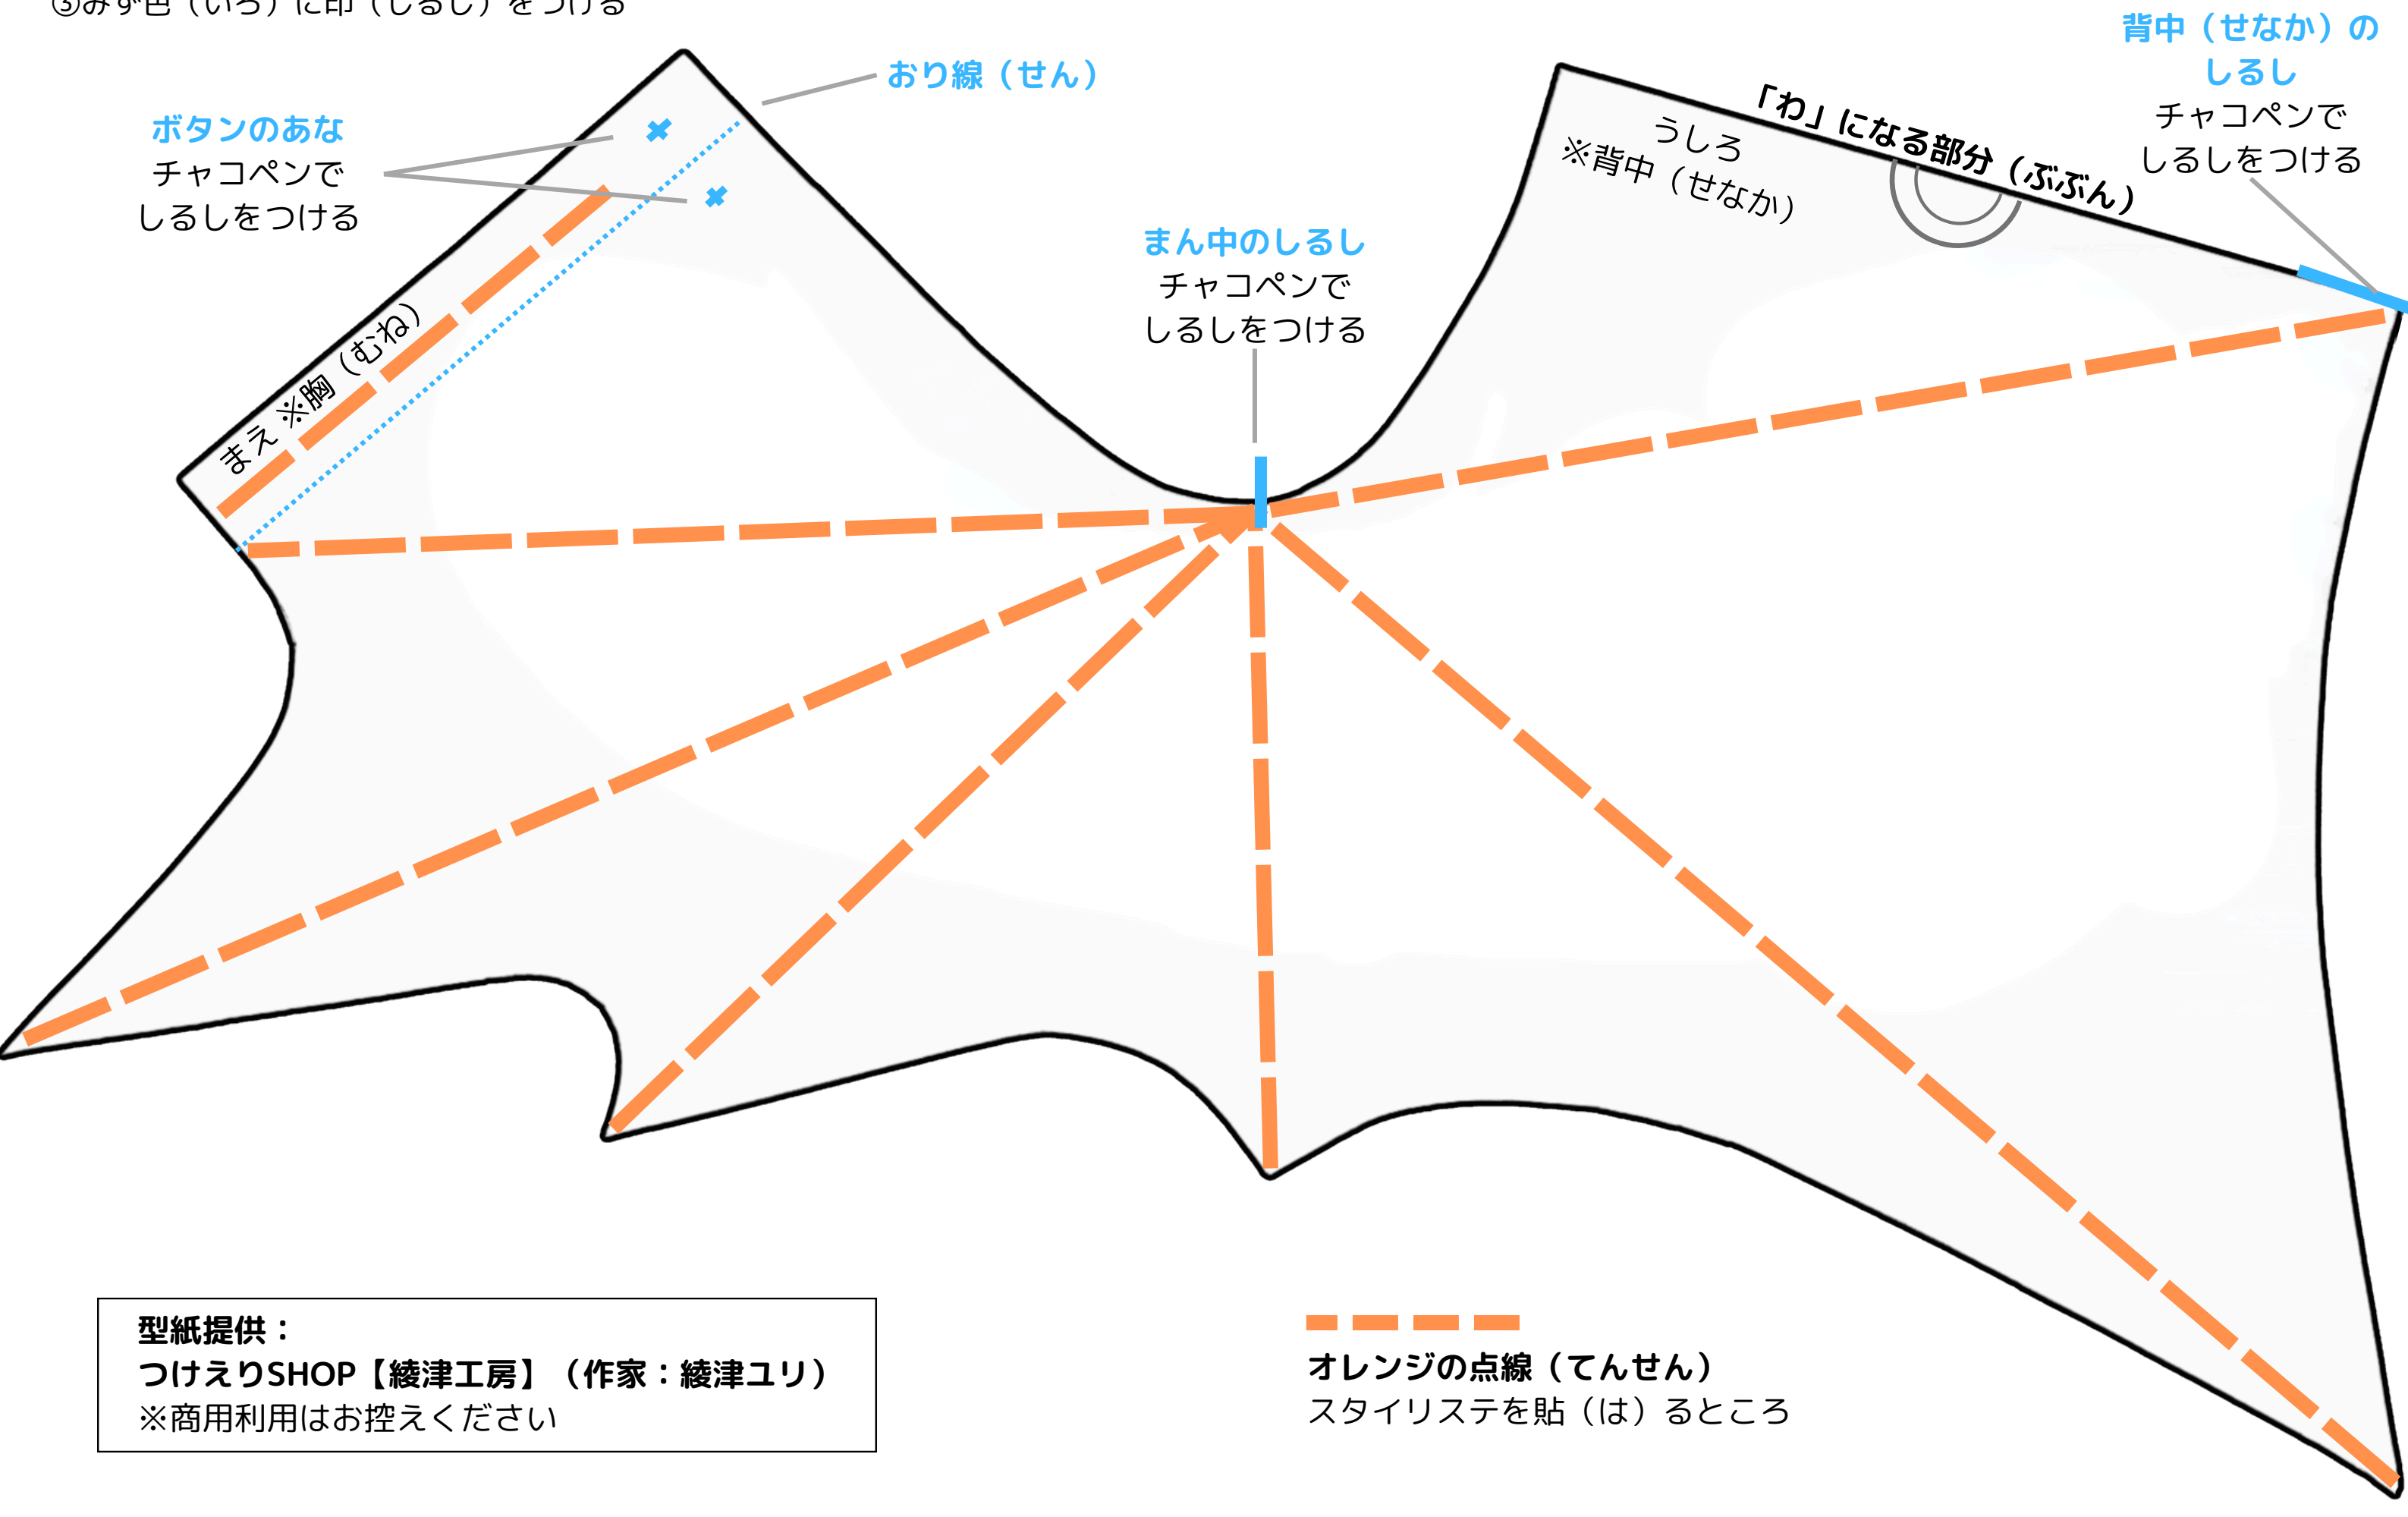 ③みず色（いろ）に印（しるし）をつける
おり線（せん）
ボタンのあな
チャコペンで
しるしをつける
まえ ※胸（むね）
まん中のしるし
チャコペンで
しるしをつける
「わ」になる部分（ぶぶん）
うしろ
※背中（せなか）
背中（せなか）の
しるし
チャコペンで
しるしをつける
型紙提供：
つけえりSHOP【綾津工房】（作家：綾津ユリ）
※商用利用はお控えください
オレンジの点線（てんせん）
スタイリステを貼（は）るところ